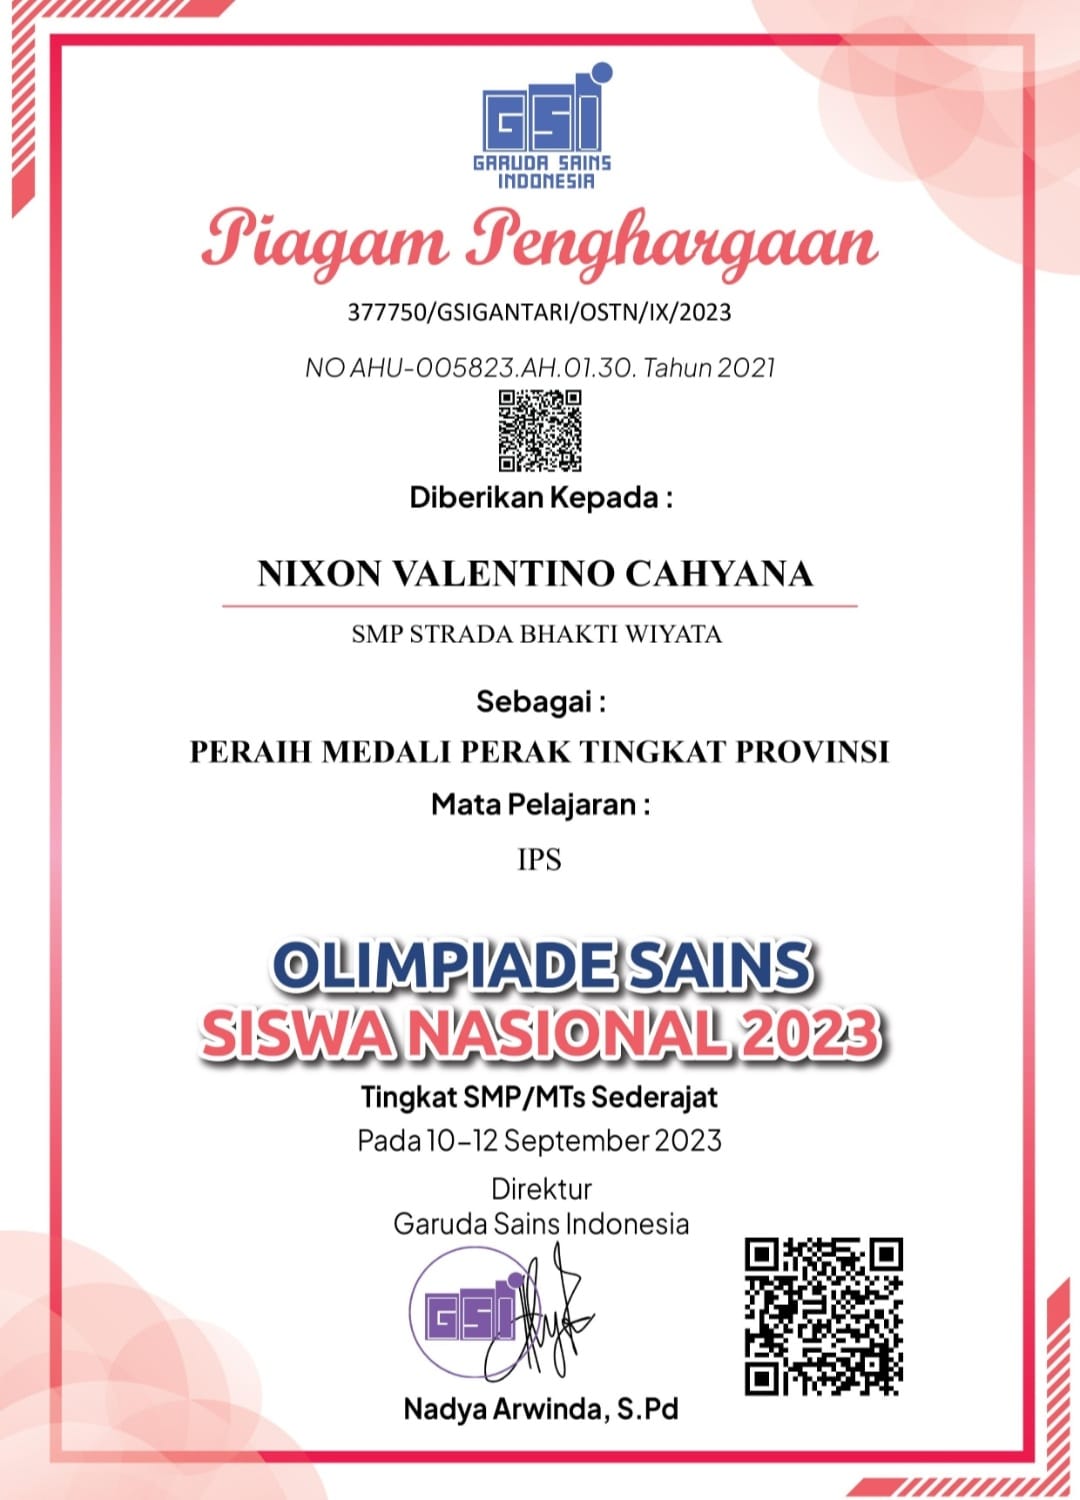 GSI
GARUDA SAINS
INDONESIA
Piagam Penghargaan
377750/GSIGANTARI/OSTN/IX/2023
NO AHU-005823.AH.01.30. Tahun 2021
Diberikan Kepada :
NIXON VALENTINO CAHYANA
SMP STRADA BHAKTI WIYATA
Sebagai :
PERAIH MEDALI PERAK TINGKAT PROVINSI
Mata Pelajaran :
IPS
OLIMPIADE SAINS
SISWA NASIONAL 2023
Tingkat SMP/MTs Sederajat
Pada 10-12 September 2023
Direktur
Garuda Sains Indonesia
GSI
Nadya Arwinda, S.Pd